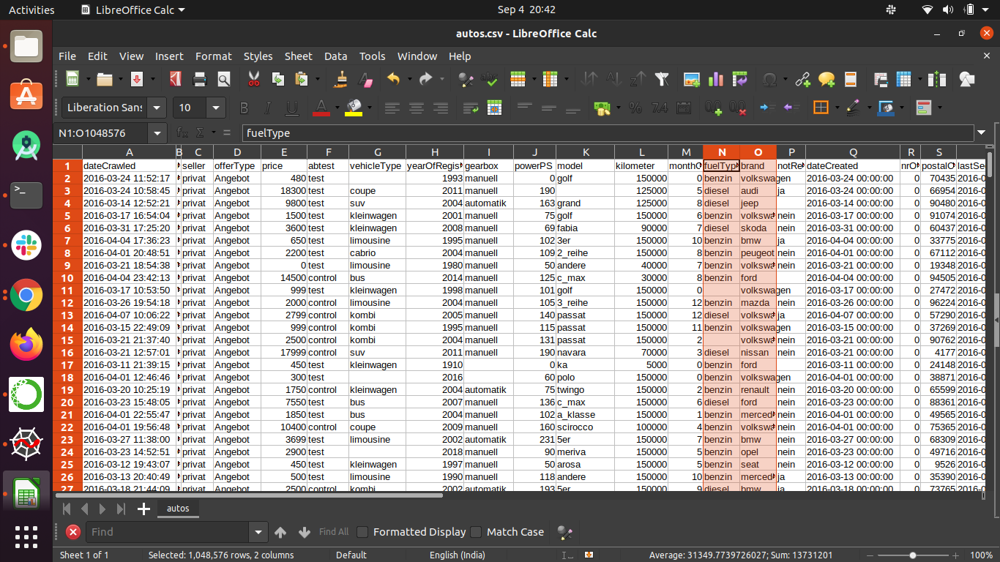 Activities LibreOffice Calc Sep 4 20:42
autos.csv - LibreOffice Calc
File Edit View Insert Format Styles Sheet Data Tools Window Help
Liberation Sans 10
N1:O1048576 fuelType
A B C D E F G H I J K L M N O P Q R S
1 dateCrawled seller offerType price abtest vehicleType yearOfRegis gearbox powerPS model kilometer monthO fuelTyp brand notRe dateCreated nrO postalO lastSe
2 2016-03-24 11:52:17 privat Angebot 480 test 1993 manuell 0 golf 150000 0 benzin volkswagen 2016-03-24 00:00:00 0 70435 2016-0
3 2016-03-24 10:58:45 privat Angebot 18300 test coupe 2011 manuell 190 125000 5 diesel audi ja 2016-03-24 00:00:00 0 66954 2016-0
4 2016-03-14 12:52:21 privat Angebot 9800 test suv 2004 automatik 163 grand 125000 8 diesel jeep 2016-03-14 00:00:00 0 90480 2016-0
5 2016-03-17 16:54:04 privat Angebot 1500 test kleinwagen 2001 manuell 75 golf 150000 6 benzin volksw nein 2016-03-17 00:00:00 0 91074 2016-0
6 2016-03-31 17:25:20 privat Angebot 3600 test kleinwagen 2008 manuell 69 fabia 90000 7 diesel skoda nein 2016-03-31 00:00:00 0 60437 2016-0
7 2016-04-04 17:36:23 privat Angebot 650 test limousine 1995 manuell 102 3er 150000 10 benzin bmw ja 2016-04-04 00:00:00 0 33775 2016-0
8 2016-04-01 20:48:51 privat Angebot 2200 test cabrio 2004 manuell 109 2_reihe 150000 8 benzin peugeot nein 2016-04-01 00:00:00 0 67112 2016-0
9 2016-03-21 18:54:38 privat Angebot 0 test limousine 1980 manuell 50 andere 40000 7 benzin volksw nein 2016-03-21 00:00:00 0 19348 2016-0
10 2016-04-04 23:42:13 privat Angebot 14500 control bus 2014 manuell 125 c_max 30000 8 benzin ford 2016-04-04 00:00:00 0 94505 2016-0
11 2016-03-17 10:53:50 privat Angebot 999 test kleinwagen 1998 manuell 101 golf 150000 0 volkswagen 2016-03-17 00:00:00 0 27472 2016-0
12 2016-03-26 19:54:18 privat Angebot 2000 control limousine 2004 manuell 105 3_reihe 150000 12 benzin mazda nein 2016-03-26 00:00:00 0 96224 2016-0
13 2016-04-07 10:06:22 privat Angebot 2799 control kombi 2005 manuell 140 passat 150000 12 diesel volksw ja 2016-04-07 00:00:00 0 57290 2016-0
14 2016-03-15 22:49:09 privat Angebot 999 control kombi 1995 manuell 115 passat 150000 11 benzin volkswagen 2016-03-15 00:00:00 0 37269 2016-0
15 2016-03-21 21:37:40 privat Angebot 2500 control kombi 2004 manuell 131 passat 150000 2 volksw nein 2016-03-21 00:00:00 0 90762 2016-0
16 2016-03-21 12:57:01 privat Angebot 17999 control suv 2011 manuell 190 navara 70000 3 diesel nissan nein 2016-03-21 00:00:00 0 4177 2016-0
17 2016-03-11 21:39:15 privat Angebot 450 test kleinwagen 1910 0 ka 5000 0 benzin ford 2016-03-11 00:00:00 0 24148 2016-0
18 2016-04-01 12:46:46 privat Angebot 300 test 2016 60 polo 150000 0 benzin volkswagen 2016-04-01 00:00:00 0 38871 2016-0
19 2016-03-20 10:25:19 privat Angebot 1750 control kleinwagen 2004 automatik 75 twingo 150000 2 benzin renault nein 2016-03-20 00:00:00 0 65599 2016-0
20 2016-03-23 15:48:05 privat Angebot 7550 test bus 2007 manuell 136 c_max 150000 6 diesel ford nein 2016-03-23 00:00:00 0 88361 2016-0
21 2016-04-01 22:55:47 privat Angebot 1850 test bus 2004 manuell 102 a_klasse 150000 1 benzin merced nein 2016-04-01 00:00:00 0 49565 2016-0
22 2016-04-01 19:56:48 privat Angebot 10400 control coupe 2009 manuell 160 scirocco 100000 4 benzin volksw nein 2016-04-01 00:00:00 0 75365 2016-0
23 2016-03-27 11:38:00 privat Angebot 3699 test limousine 2002 automatik 231 5er 150000 7 benzin bmw nein 2016-03-27 00:00:00 0 68309 2016-0
24 2016-03-23 14:52:51 privat Angebot 2900 test 2018 manuell 90 meriva 150000 5 benzin opel nein 2016-03-23 00:00:00 0 49716 2016-0
25 2016-03-12 19:43:07 privat Angebot 450 test kleinwagen 1997 manuell 50 arosa 150000 5 benzin seat nein 2016-03-12 00:00:00 0 9526 2016-0
26 2016-03-13 20:40:49 privat Angebot 500 test limousine 1990 manuell 118 andere 150000 10 benzin merced ja 2016-03-13 00:00:00 0 35390 2016-0
27 2016-03-18 21:44:09 privat Angebot 2500 control kombi 2002 automatik 193 5er 150000 9 diesel bmw ja 2016-03-18 00:00:00 0 73765 2016-0
autos
Find Find All Formatted Display Match Case
Sheet 1 of 1 Selected: 1,048,576 rows, 2 columns Default English (India) Average: 31349.7739726027; Sum: 13731201 100%